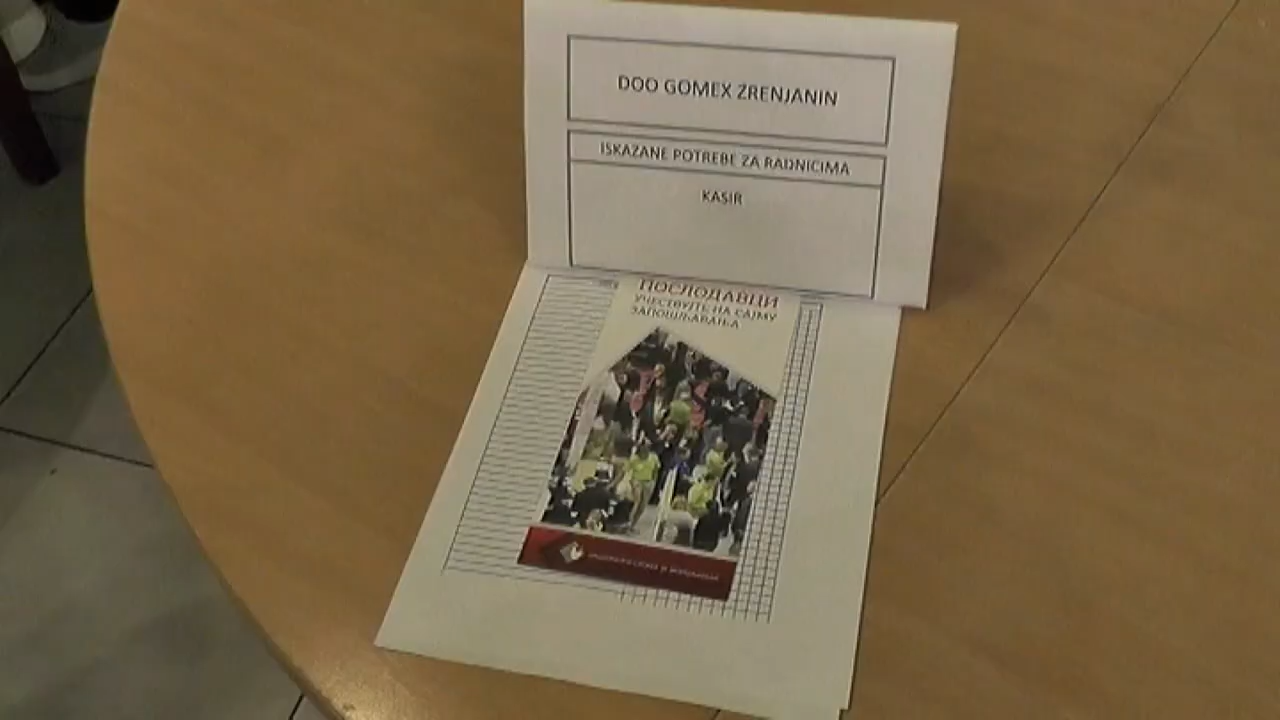 DOO GOMEX ZRENJANIN
ISKAZANE POTREBE ZA RADNICIMA
KASIR
ПОСЛОДАВЦИ
УЧЕСТВУЈТЕ НА САЈМУ
ЗАПОШЉАВАЊА